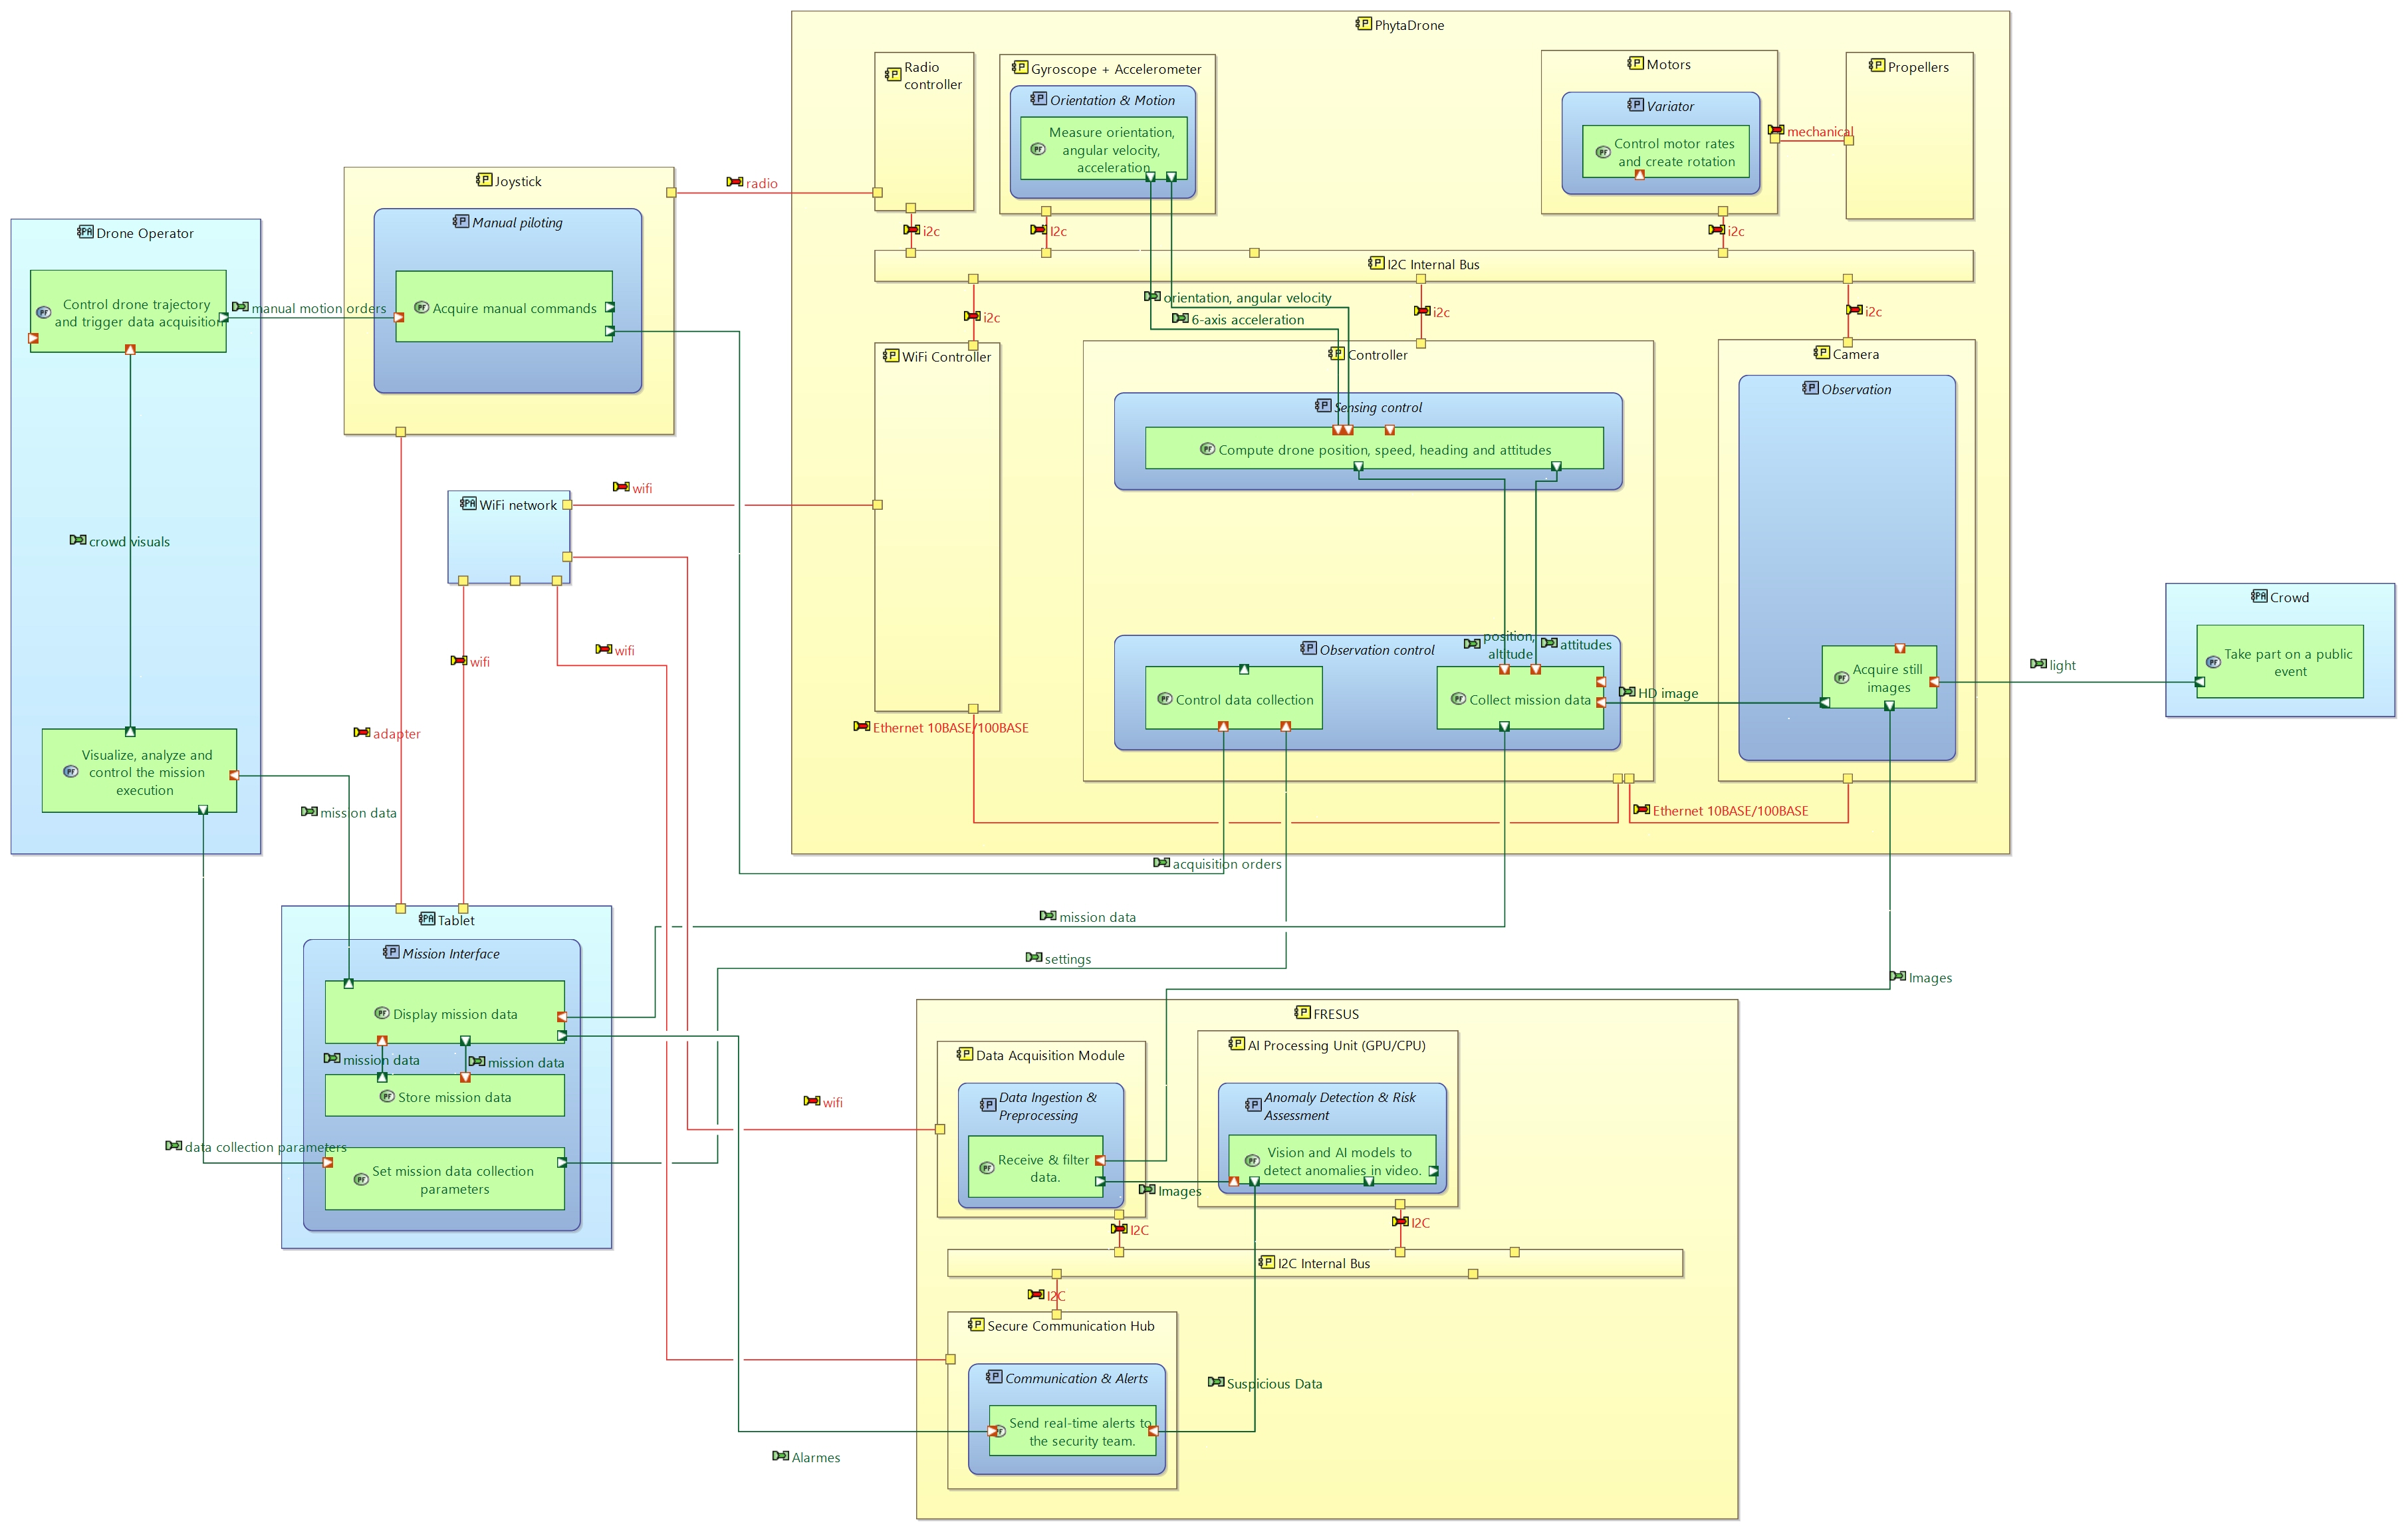 PhytaDrone
Radio
controller
Gyroscope + Accelerometer
Orientation & Motion
Measure orientation,
angular velocity,
acceleration
Motors
Variator
Control motor rates
and create rotation
mechanical
Propellers
radio
i2c
I2c
i2c
I2C Internal Bus
Joystick
Manual piloting
Acquire manual commands
Drone Operator
Control drone trajectory
and trigger data acquisition
manual motion orders
orientation, angular velocity
6-axis acceleration
i2c
i2c
i2c
WiFi Controller
Controller
Camera
Sensing control
Compute drone position, speed, heading and attitudes
Observation
WiFi network
wifi
crowd visuals
Crowd
Take part on a public
event
light
wifi
wifi
Observation control
position,
altitude
attitudes
Control data collection
Collect mission data
HD image
Acquire still
images
adapter
Ethernet 10BASE/100BASE
Ethernet 10BASE/100BASE
Visualize, analyze and
control the mission
execution
mission data
acquisition orders
mission data
settings
Images
Tablet
Mission Interface
Display mission data
mission data
mission data
Store mission data
data collection parameters
Set mission data collection
parameters
FRESUS
Data Acquisition Module
Data Ingestion &
Preprocessing
Receive & filter
data.
AI Processing Unit (GPU/CPU)
Anomaly Detection & Risk
Assessment
Vision and AI models to
detect anomalies in video.
wifi
Images
I2C
I2C
I2C Internal Bus
I2C
Secure Communication Hub
Communication & Alerts
Send real-time alerts to
the security team.
Suspicious Data
Alarmes